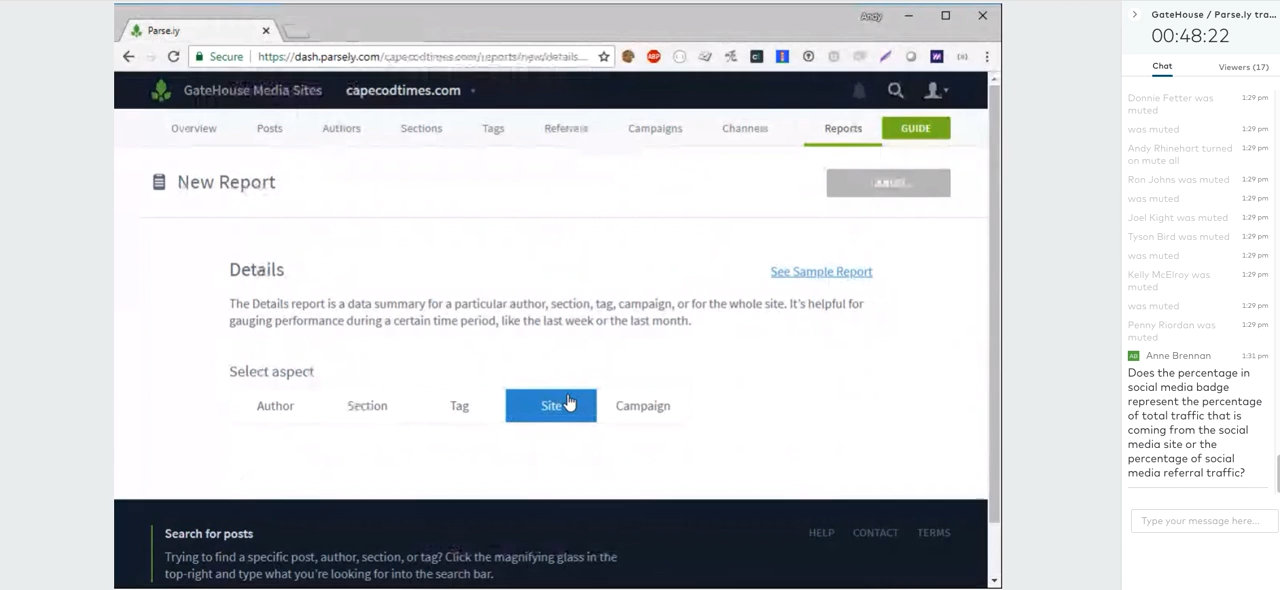 Andy
Parse.ly
Secure https://dash.parsely.com/capecodtimes.com/reports/new/details...
GateHouse Media Sites capecodtimes.com
Overview Posts Authors Sections Tags Referrals Campaigns Channels Reports GUIDE
New Report
Details
See Sample Report
The Details report is a data summary for a particular author, section, tag, campaign, or for the whole site. It's helpful for
gauging performance during a certain time period, like the last week or the last month.
Select aspect
Author Section Tag Site Campaign
Search for posts
HELP CONTACT TERMS
Trying to find a specific post, author, section, or tag? Click the magnifying glass in the
top-right and type what you're looking for into the search bar.
GateHouse / Parse.ly tra...
00:48:22
Chat Viewers (17)
Donnie Fetter was 1:29 pm
muted
was muted 1:29 pm
Andy Rhinehart turned 1:29 pm
on mute all
Ron Johns was muted 1:29 pm
was muted 1:29 pm
Joel Kight was muted 1:29 pm
Tyson Bird was muted 1:29 pm
was muted 1:29 pm
Kelly McElroy was 1:29 pm
muted
was muted 1:29 pm
Penny Riordan was 1:29 pm
muted
Anne Brennan 1:31 pm
Does the percentage in
social media badge
represent the percentage
of total traffic that is
coming from the social
media site or the
percentage of social
media referral traffic?
Type your message here...